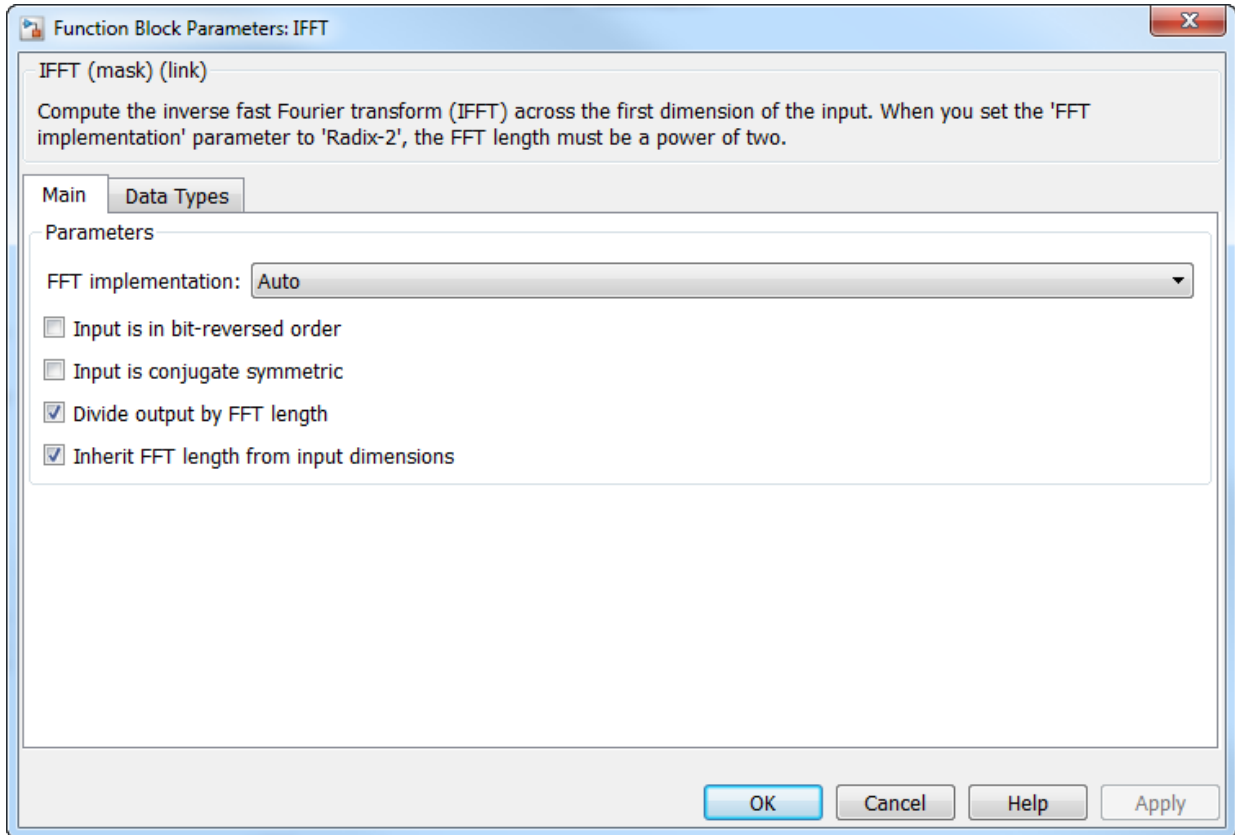 Function Block Parameters: IFFT
IFFT (mask) (link)
Compute the inverse fast Fourier transform (IFFT) across the first dimension of the input. When you set the 'FFT
implementation' parameter to 'Radix-2', the FFT length must be a power of two.
Main Data Types
Parameters
FFT implementation: Auto
Input is in bit-reversed order
Input is conjugate symmetric
Divide output by FFT length
Inherit FFT length from input dimensions
OK Cancel Help Apply